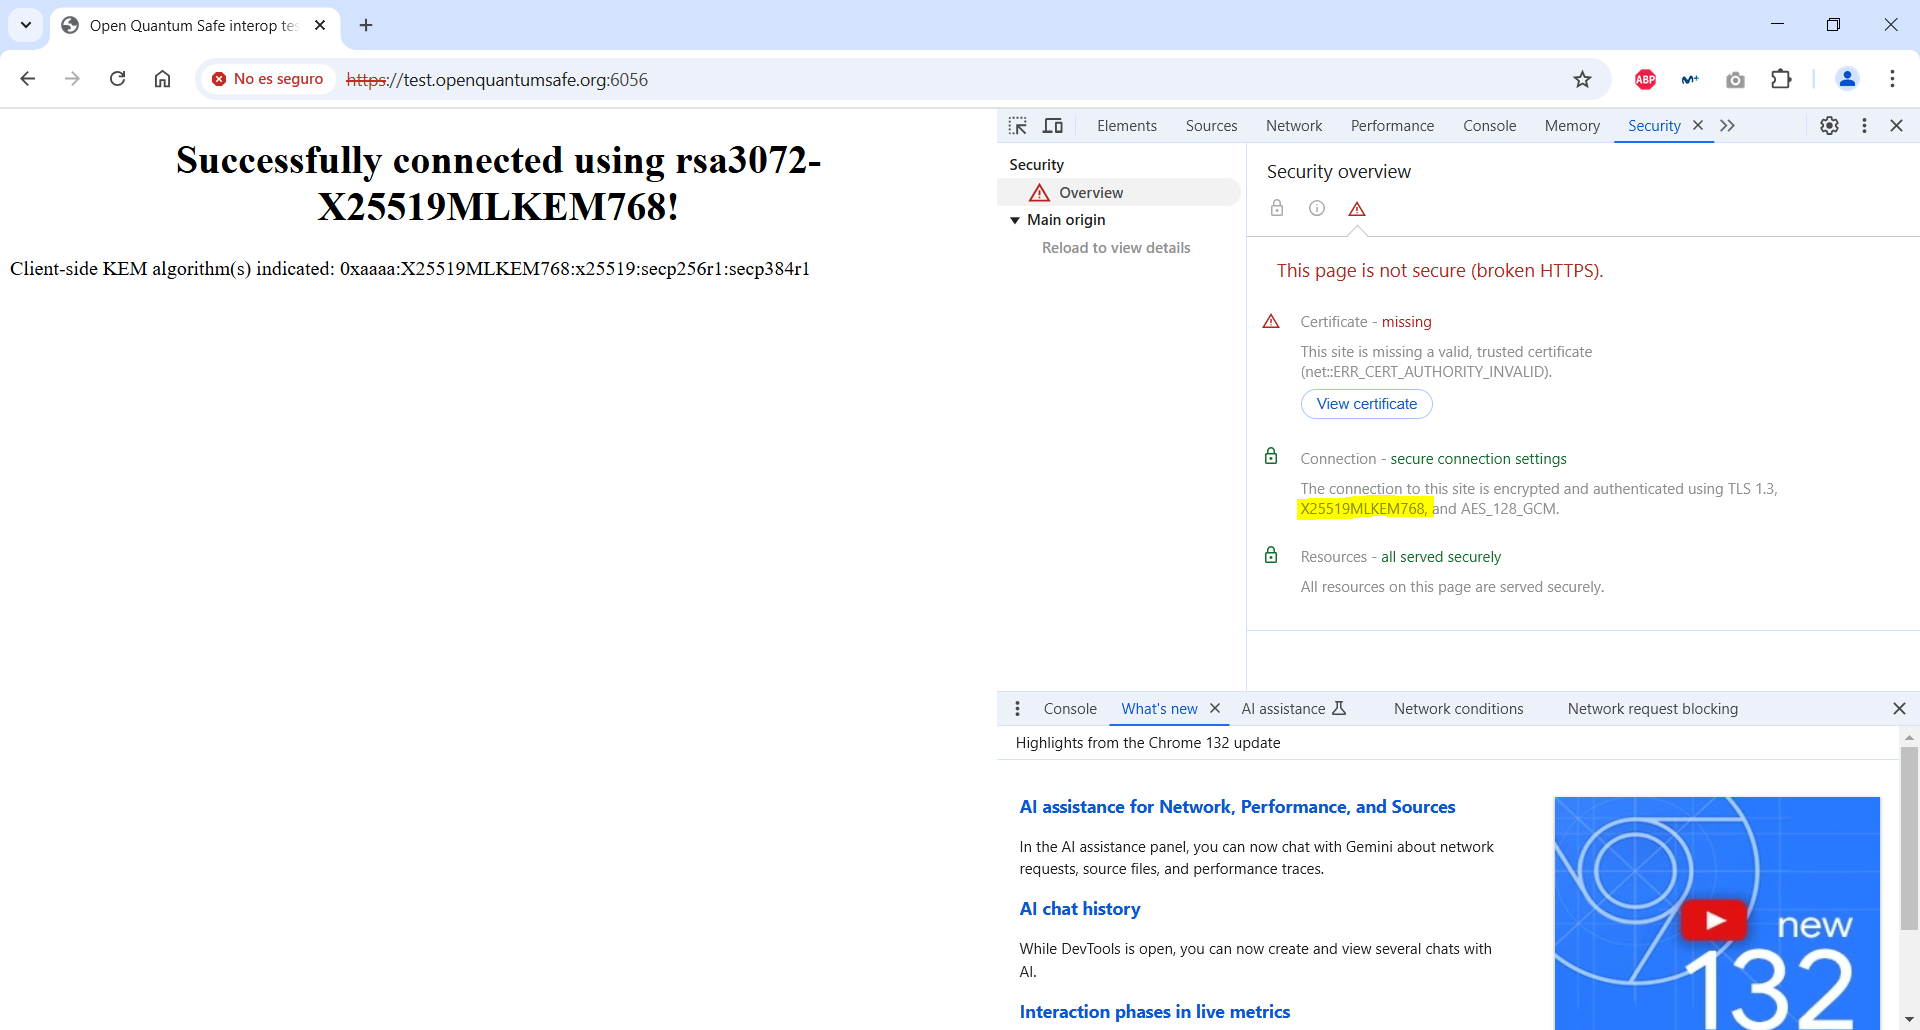 Open Quantum Safe interop tes
No es seguro
https://test.openquantumsafe.org:6056
ABP
Successfully connected using rsa3072-
X25519MLKEM768!
Client-side KEM algorithm(s) indicated: 0xaaaa:X25519MLKEM768:x25519:secp256r1:secp384r1
Elements Sources Network Performance Console Memory Security
Security
Overview
Main origin
Reload to view details
Security overview
This page is not secure (broken HTTPS).
Certificate - missing
This site is missing a valid, trusted certificate
(net::ERR_CERT_AUTHORITY_INVALID).
View certificate
Connection - secure connection settings
The connection to this site is encrypted and authenticated using TLS 1.3,
X25519MLKEM768, and AES_128_GCM.
Resources - all served securely
All resources on this page are served securely.
Console What's new AI assistance Network conditions Network request blocking
Highlights from the Chrome 132 update
AI assistance for Network, Performance, and Sources
In the AI assistance panel, you can now chat with Gemini about network
requests, source files, and performance traces.
AI chat history
While DevTools is open, you can now create and view several chats with
AI.
Interaction phases in live metrics
new
132